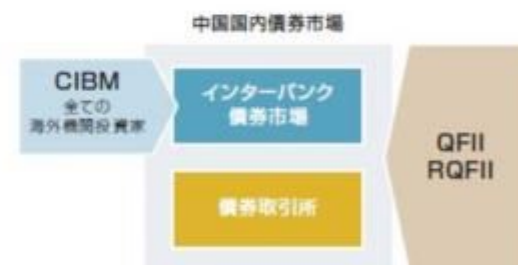 中国国内債券市場
CIBM
全ての
海外機関投資家
インターバンク
債券市場
債券取引所
QFII
RQFII